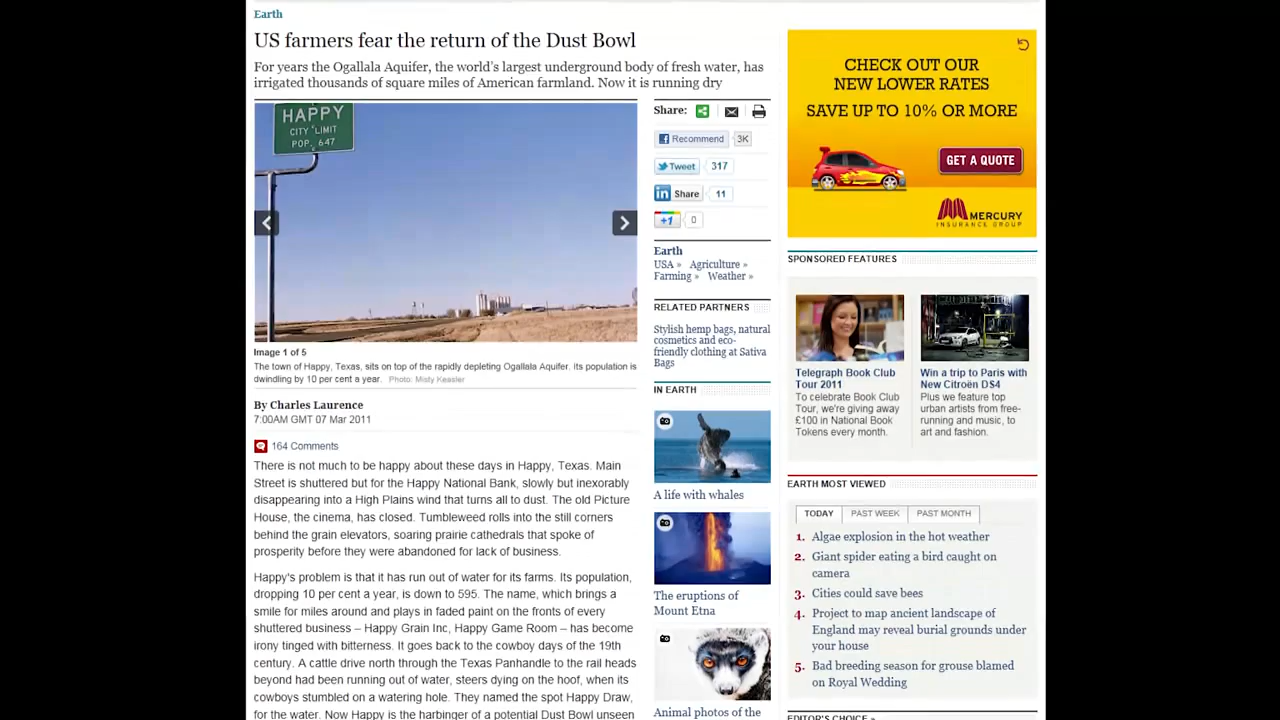 Earth
US farmers fear the return of the Dust Bowl
For years the Ogallala Aquifer, the world's largest underground body of fresh water, has
irrigated thousands of square miles of American farmland. Now it is running dry
HAPPY
CITY LIMIT
POP. 647
Image 1 of 5
The town of Happy, Texas, sits on top of the rapidly depleting Ogallala Aquifer. Its population is
dwindling by 10 per cent a year. Photo: Misty Keasler
By Charles Laurence
7:00AM GMT 07 Mar 2011
164 Comments
There is not much to be happy about these days in Happy, Texas. Main
Street is shuttered but for the Happy National Bank, slowly but inexorably
disappearing into a High Plains wind that turns all to dust. The old Picture
House, the cinema, has closed. Tumbleweed rolls into the still corners
behind the grain elevators, soaring prairie cathedrals that spoke of
prosperity before they were abandoned for lack of business.
Happy's problem is that it has run out of water for its farms. Its population,
dropping 10 per cent a year, is down to 595. The name, which brings a
smile for miles around and plays in faded paint on the fronts of every
shuttered business – Happy Grain Inc, Happy Game Room – has become
irony tinged with bitterness. It goes back to the cowboy days of the 19th
century. A cattle drive north through the Texas Panhandle to the rail heads
beyond had been running out of water, steers dying on the hoof, when its
cowboys stumbled on a watering hole. They named the spot Happy Draw,
for the water. Now Happy is the harbinger of a potential Dust Bowl unseen
Share:
Recommend 3K
Tweet 317
in Share 11
+1 0
Earth
USA » Agriculture »
Farming » Weather »
RELATED PARTNERS
Stylish hemp bags, natural
cosmetics and eco-
friendly clothing at Sativa
Bags
IN EARTH
A life with whales
The eruptions of
Mount Etna
Animal photos of the
CHECK OUT OUR
NEW LOWER RATES
SAVE UP TO 10% OR MORE
GET A QUOTE
MERCURY
INSURANCE GROUP
SPONSORED FEATURES
Telegraph Book Club
Tour 2011
To celebrate Book Club
Tour, we're giving away
£100 in National Book
Tokens every month.
Win a trip to Paris with
New Citroën DS4
Plus we feature top
urban artists from free-
running and music, to
art and fashion.
EARTH MOST VIEWED
TODAY PAST WEEK PAST MONTH
1. Algae explosion in the hot weather
2. Giant spider eating a bird caught on
camera
3. Cities could save bees
4. Project to map ancient landscape of
England may reveal burial grounds under
your house
5. Bad breeding season for grouse blamed
on Royal Wedding
EDITOR'S CHOICE »